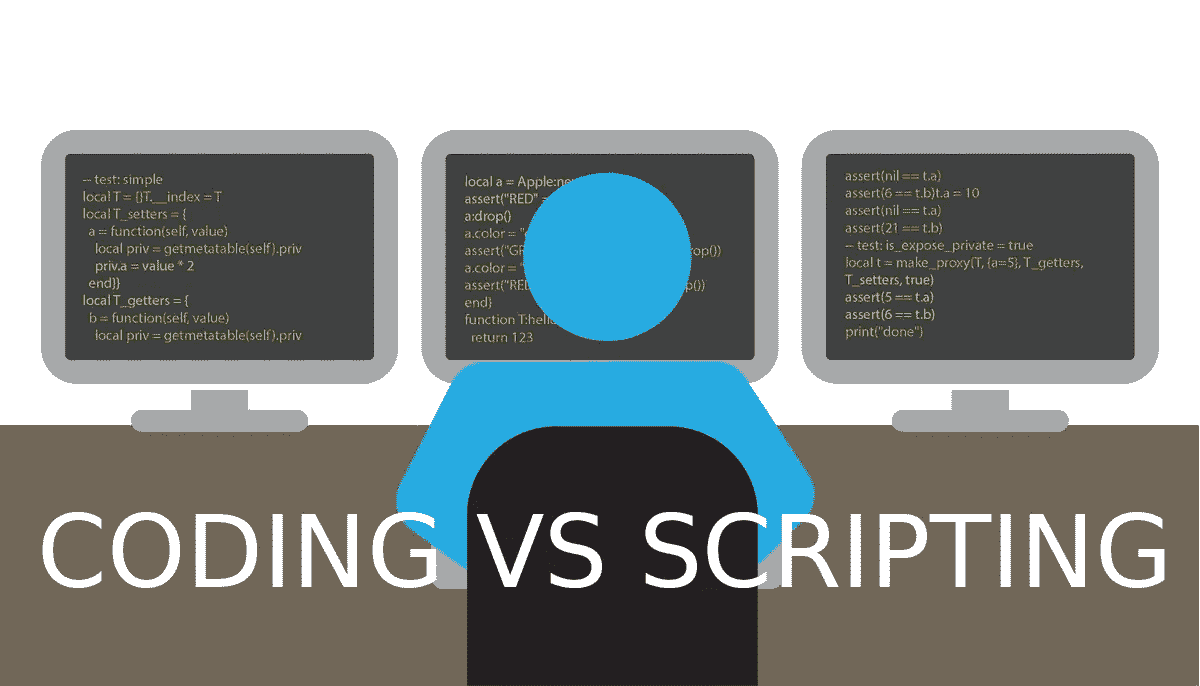 -- test: simple
local T = {}T.__index = T
local T_setters = {
a = function(self, value)
local priv = getmetatable(self).priv
priv.a = value * 2
end}}
local T_getters = {
b = function(self, value)
local priv = getmetatable(self).priv
local a = Apple:new
assert("RED" =
a:drop()
a.color = "
assert("GR rop())
a.color = "
assert("RED p())
end}
function T:hello
return 123
assert(nil == t.a)
assert(6 == t.b)t.a = 10
assert(nil == t.a)
assert(21 == t.b)
-- test: is_expose_private = true
local t = make_proxy(T, {a=5}, T_getters,
T_setters, true)
assert(5 == t.a)
assert(6 == t.b)
print("done")
CODING VS SCRIPTING